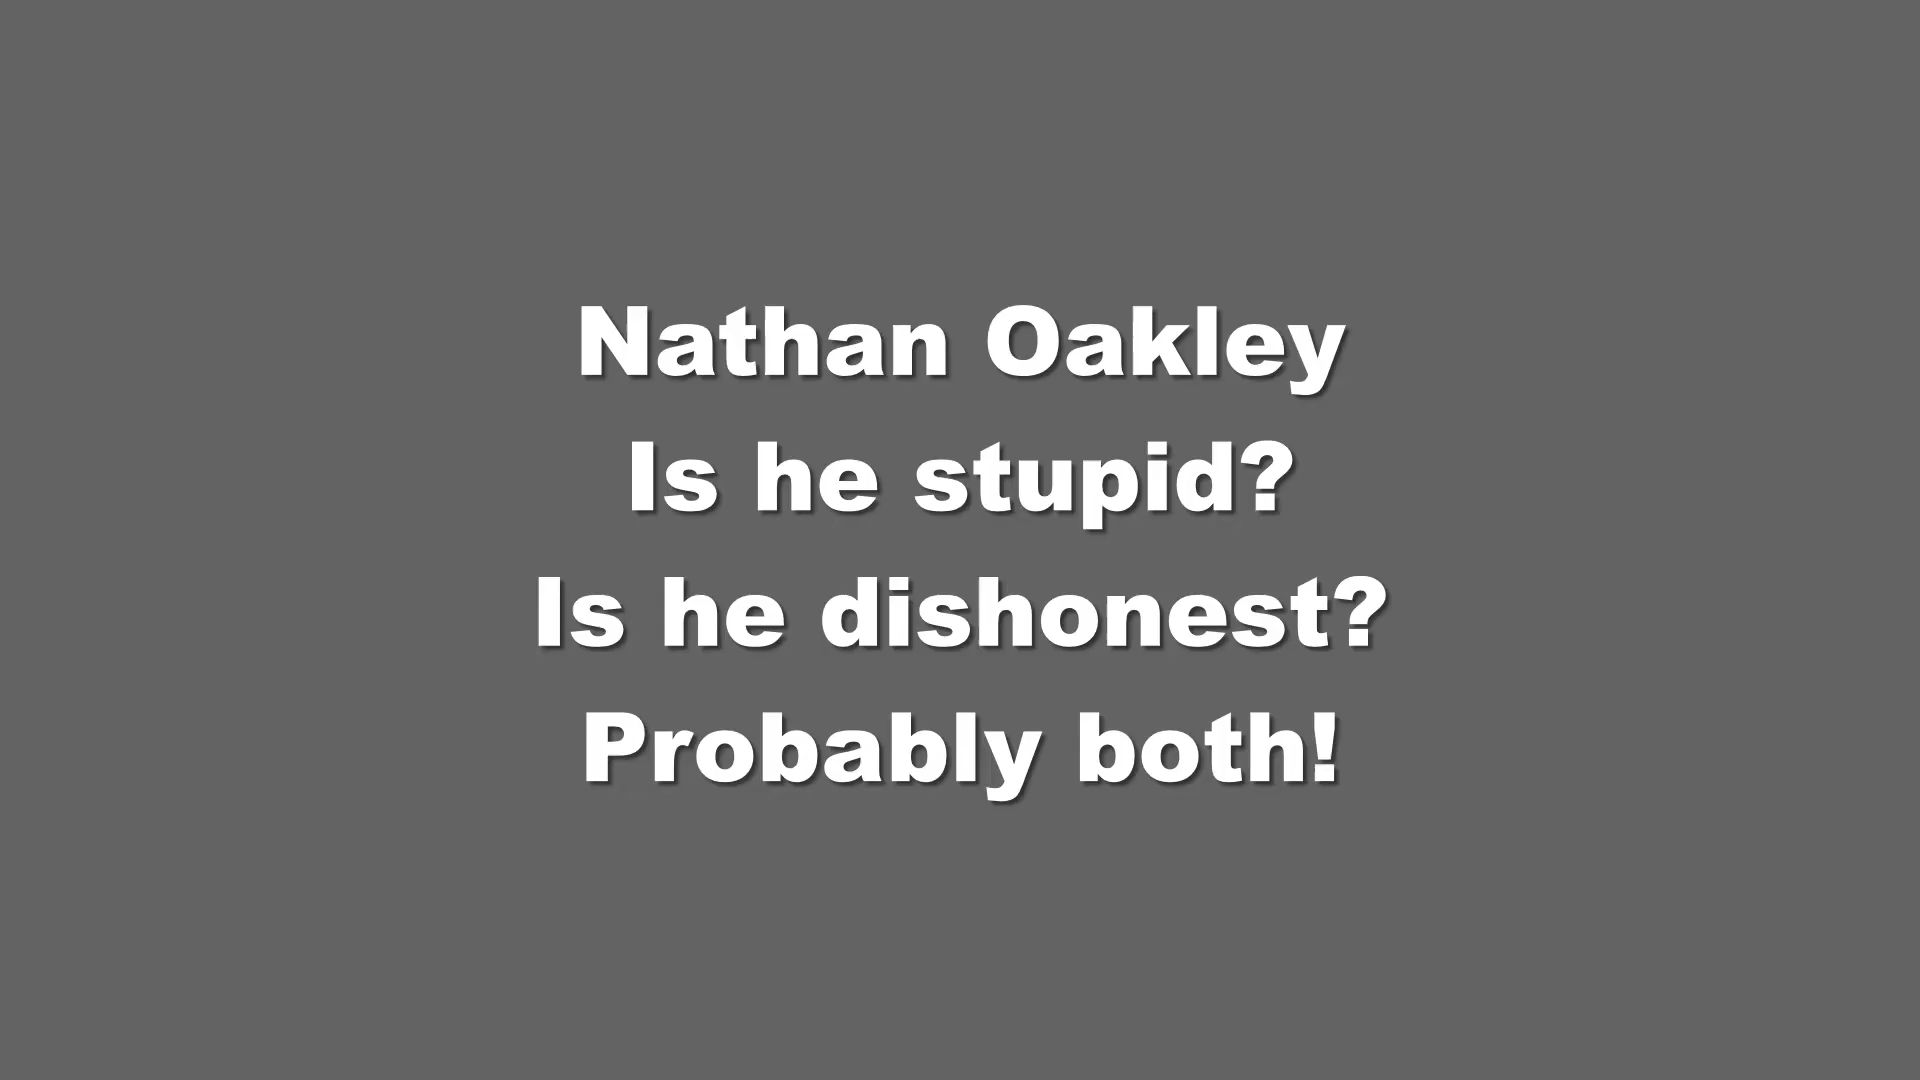 Nathan Oakley
Is he stupid?
Is he dishonest?
Probably both!